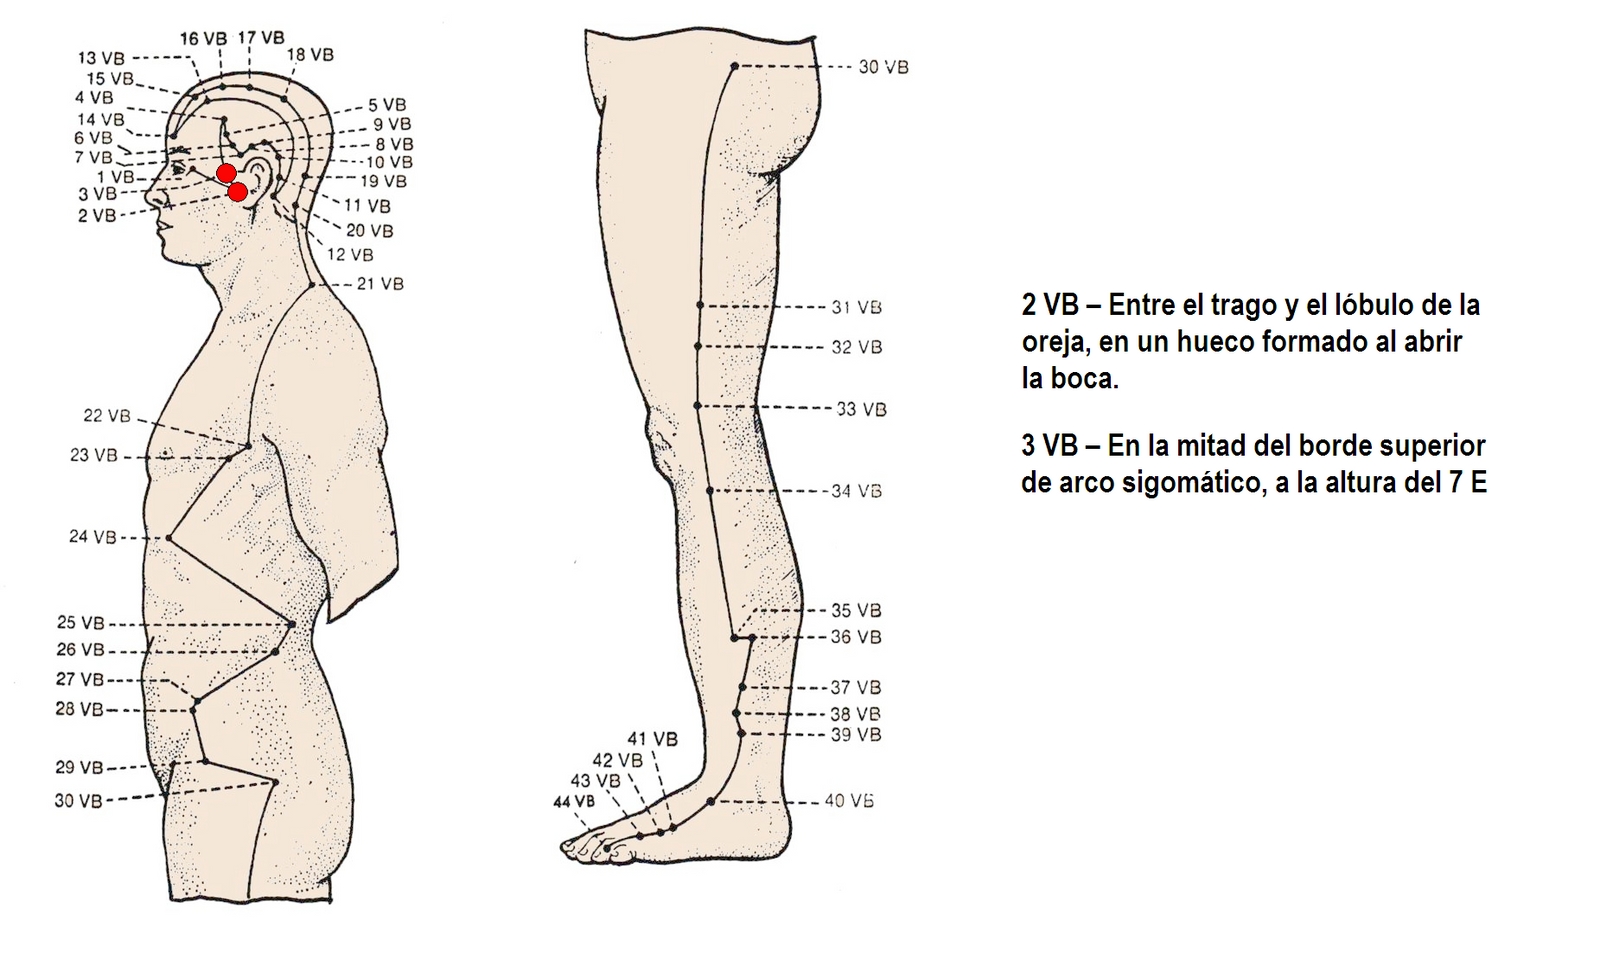 16 VB
17 VB
13 VB
18 VB
15 VB
4 VB
14 VB
6 VB
7 VB
1 VB
3 VB
2 VB
5 VB
9 VB
8 VB
10 VB
19 VB
11 VB
20 VB
12 VB
21 VB
22 VB
23 VB
24 VB
25 VB
26 VB
27 VB
28 VB
29 VB
30 VB
30 VB
31 VB
32 VB
33 VB
34 VB
35 VB
36 VB
37 VB
38 VB
39 VB
41 VB
42 VB
43 VB
44 VB
40 VB
2 VB – Entre el trago y el lóbulo de la
oreja, en un hueco formado al abrir
la boca.
3 VB – En la mitad del borde superior
de arco sigomático, a la altura del 7 E